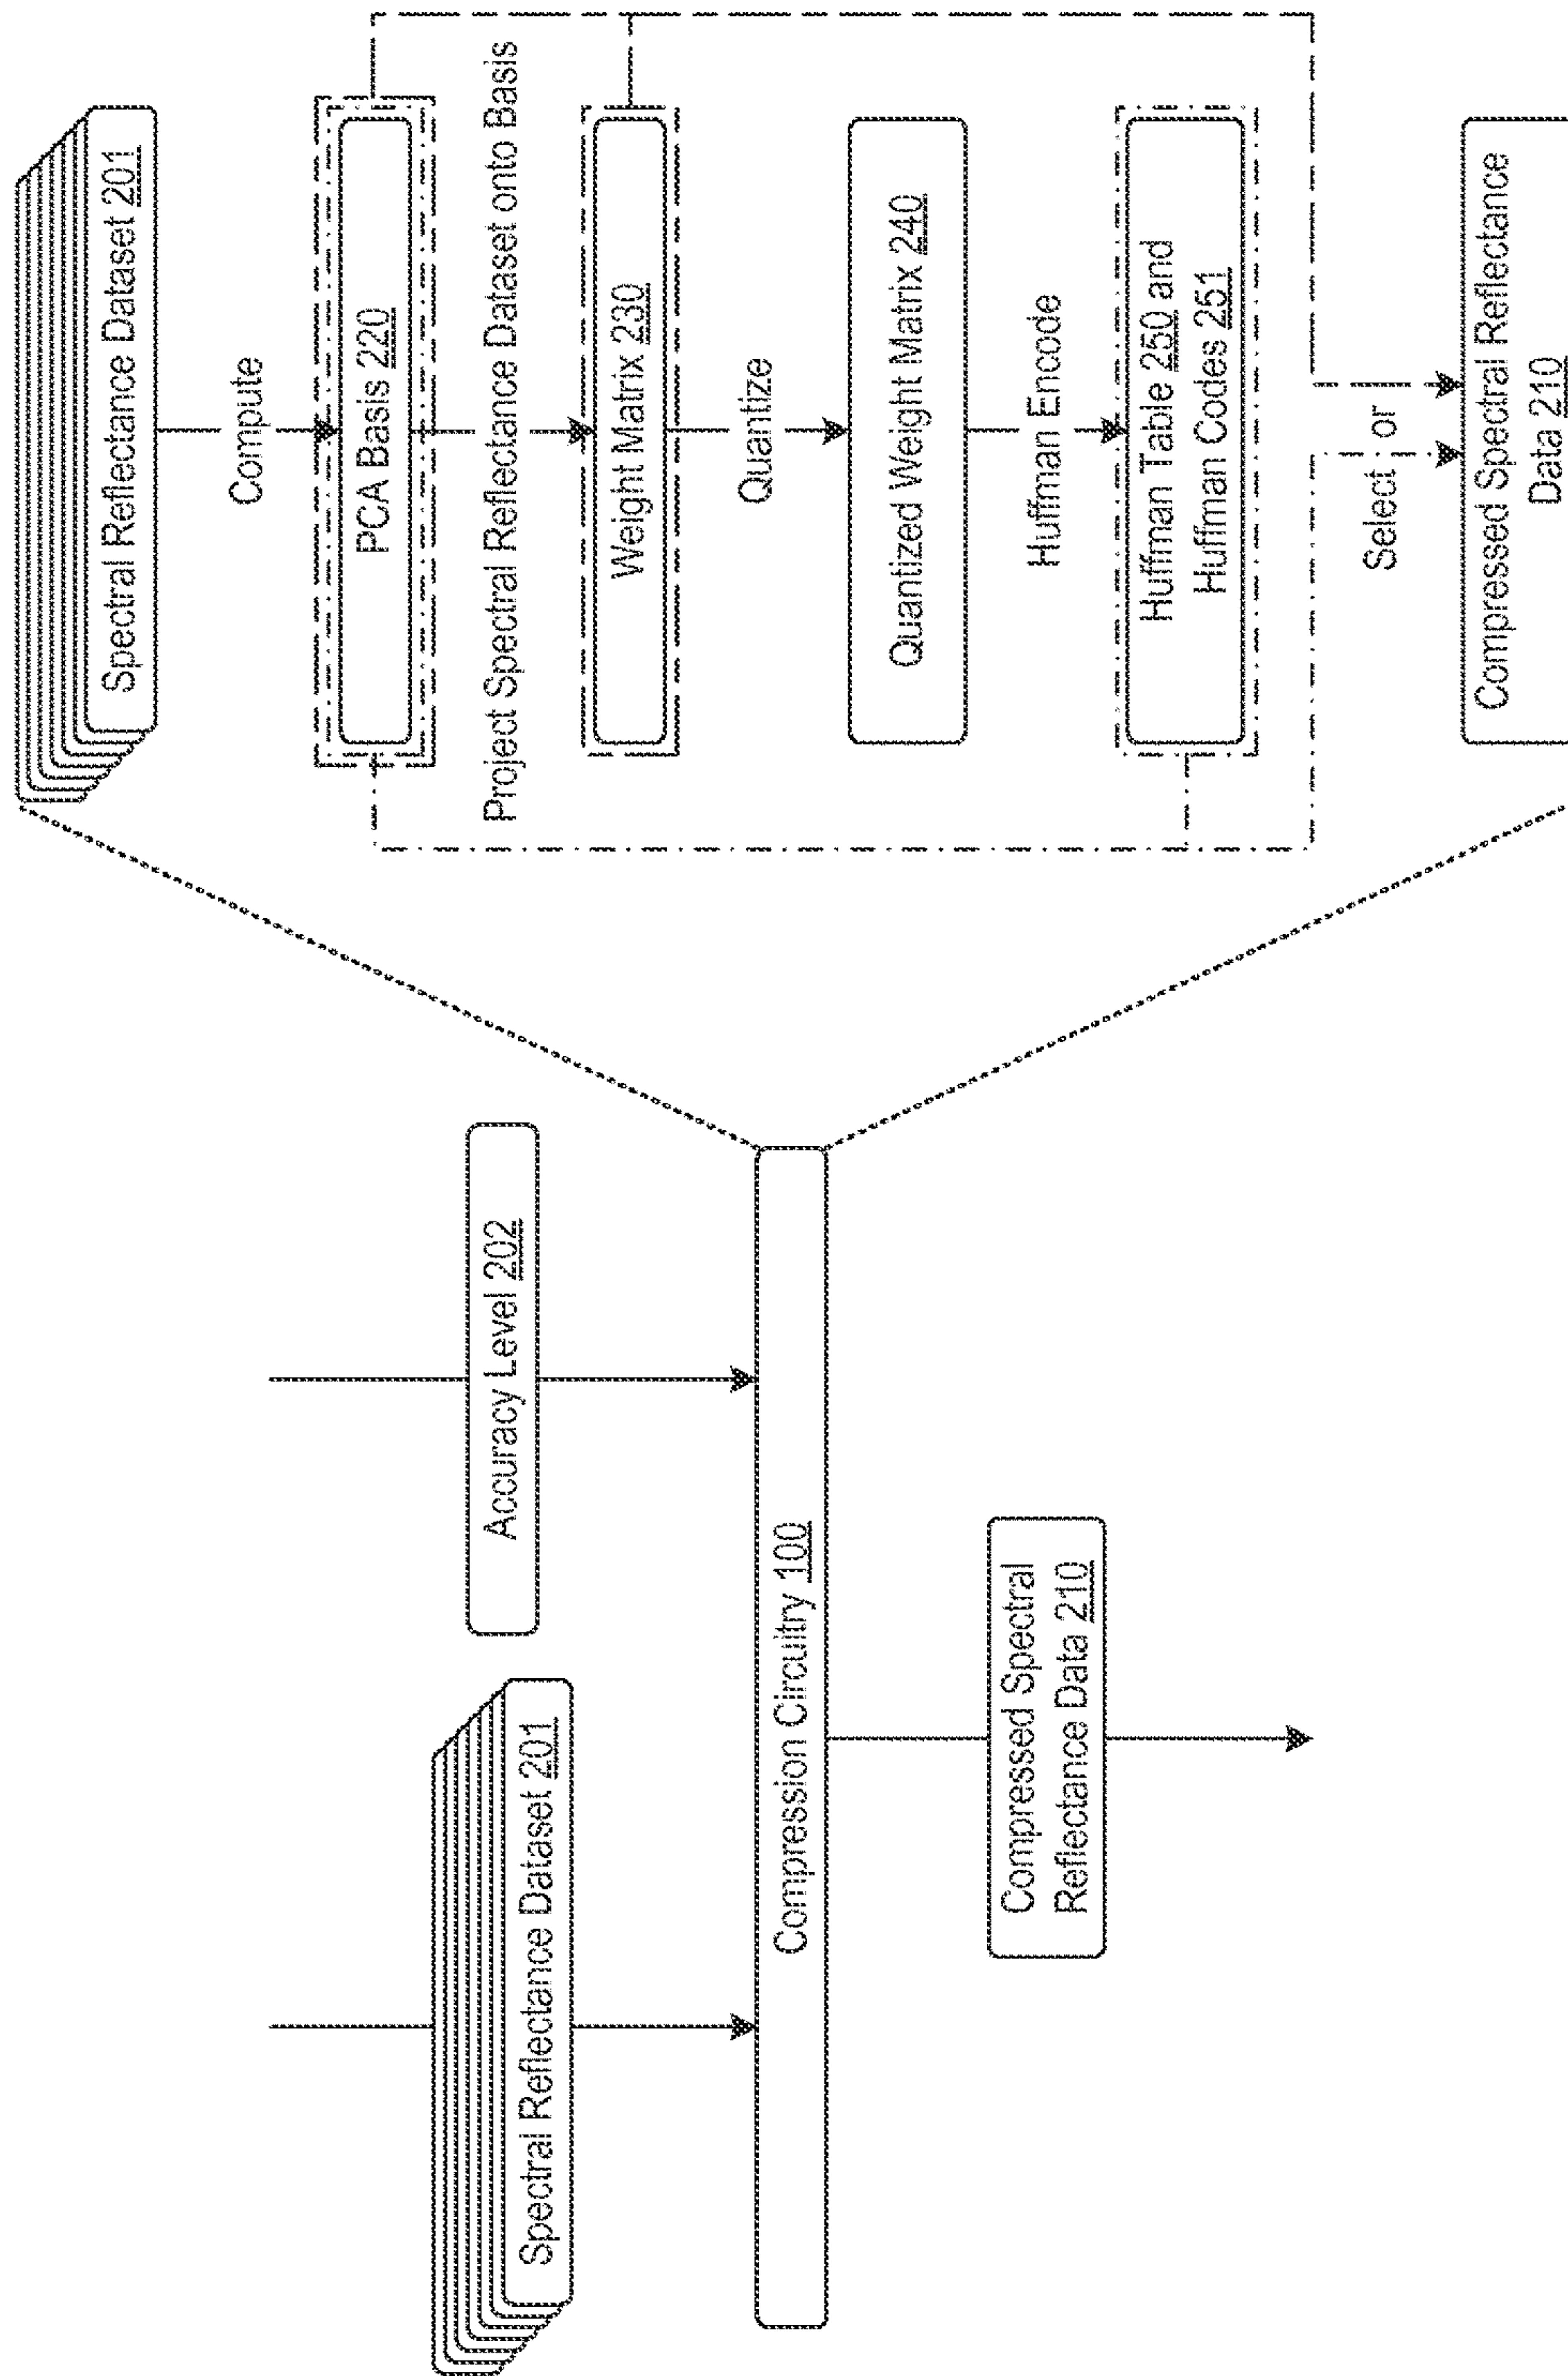 Spectral Reflectance Dataset 201
Accuracy Level 202
Compression Circuitry 100
Compressed Spectral
Reflectance Data 210
Spectral Reflectance Dataset 201
Compute
PCA Basis 220
Project Spectral Reflectance Dataset onto Basis
Weight Matrix 230
Quantize
Quantized Weight Matrix 240
Huffman Encode
Huffman Table 250 and
Huffman Codes 251
Select or
Compressed Spectral Reflectance
Data 210